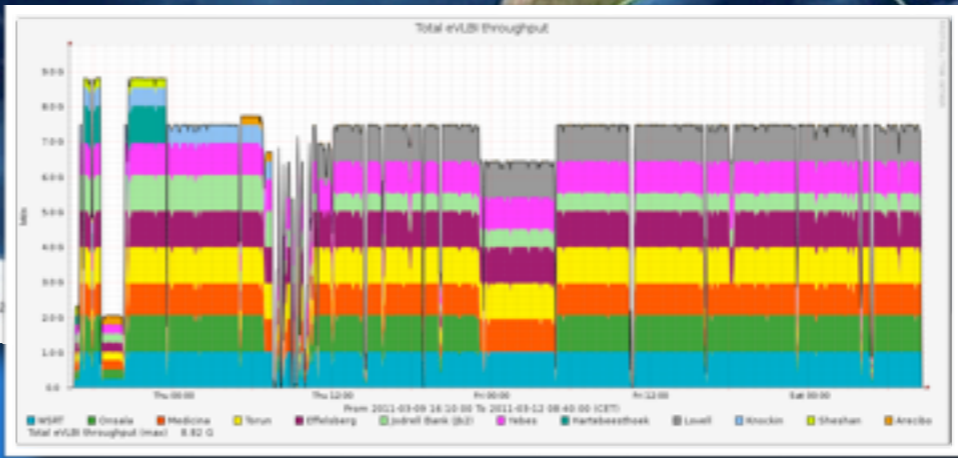 Total eVLBI throughput
9.0 G
8.0 G
7.0 G
6.0 G
5.0 G
4.0 G
3.0 G
2.0 G
1.0 G
0.0
bits/s
Thu 00:00 Thu 12:00 Fri 00:00 Fri 12:00 Sat 00:00
From 2011-03-09 16:10:00 To 2011-03-12 08:40:00 (CET)
WSRT Onsala Medicina Torun Effelsberg Jodrell Bank (Jb2) Yebes Hartebeesthoek Lovell Knockin Sheshan Arecibo
Total eVLBI throughput (max) 8.82 G